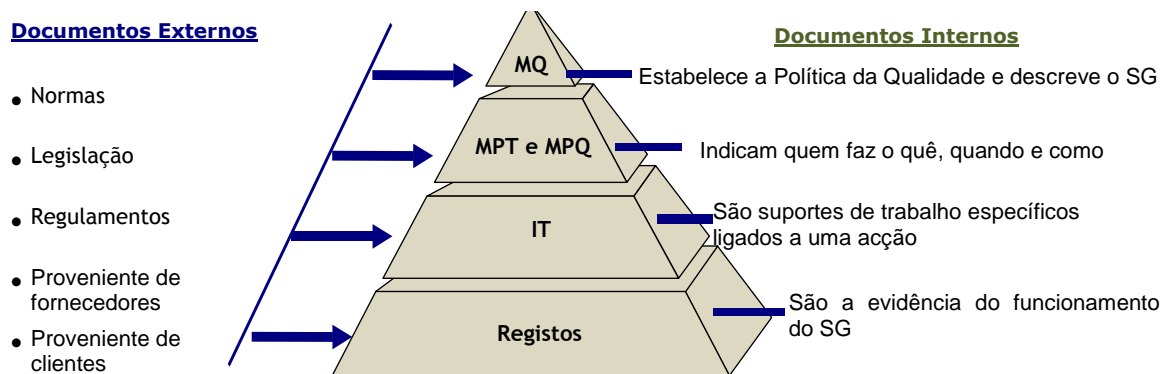 Documentos Externos
• Normas
• Legislação
• Regulamentos
• Proveniente de
fornecedores
• Proveniente de
clientes
MQ
MPT e MPQ
IT
Registos
Documentos Internos
Estabelece a Política da Qualidade e descreve o SG
Indicam quem faz o quê, quando e como
São suportes de trabalho específicos
ligados a uma acção
São a evidência do funcionamento
do SG